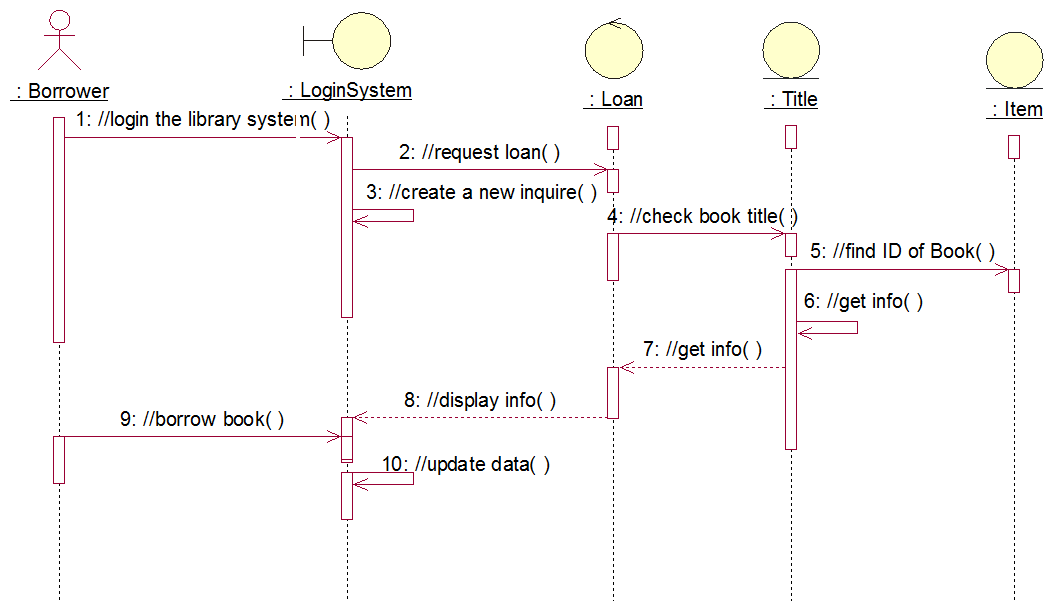 : Borrower
: LoginSystem
: Loan
: Title
: Item
1: //login the library system( )
2: //request loan( )
3: //create a new inquire( )
4: //check book title( )
5: //find ID of Book( )
6: //get info( )
7: //get info( )
8: //display info( )
9: //borrow book( )
10: //update data( )